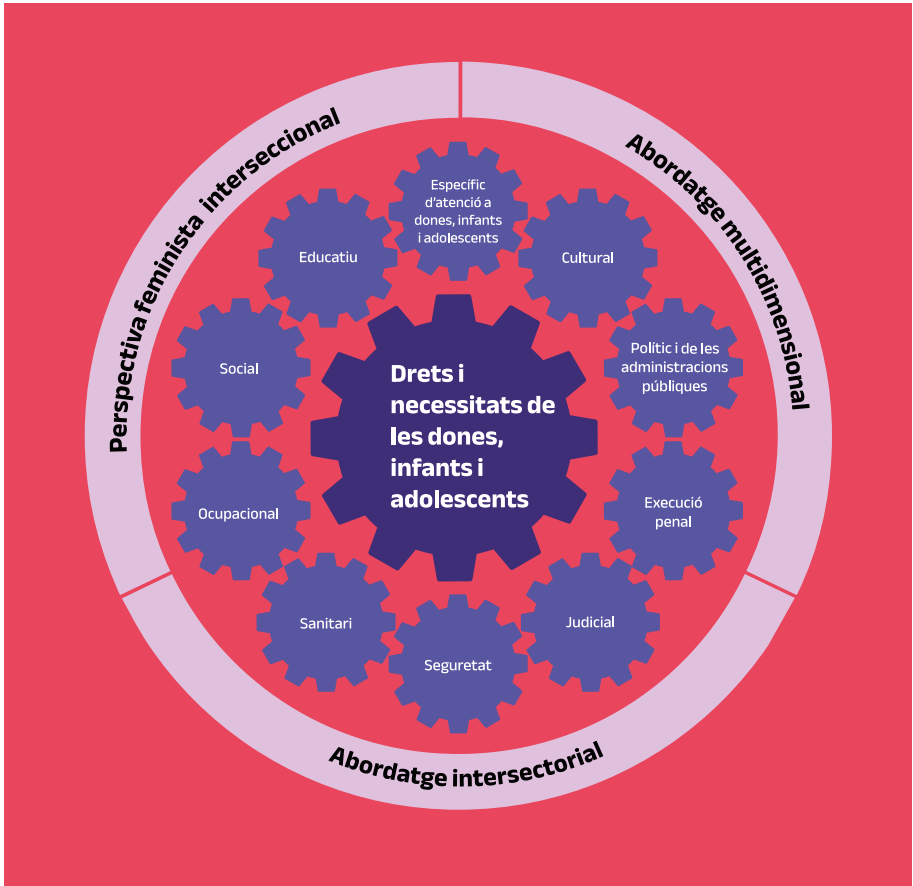 Perspectiva feminista interseccional
Abordatge multidimensional
Específic
d'atenció a
dones, infants
i adolescents
Educatiu
Cultural
Social
Polític i de les
administracions
públiques
Drets i
necessitats de
les dones,
infants i
adolescents
Ocupacional
Execució
penal
Sanitari
Judicial
Seguretat
Abordatge intersectorial